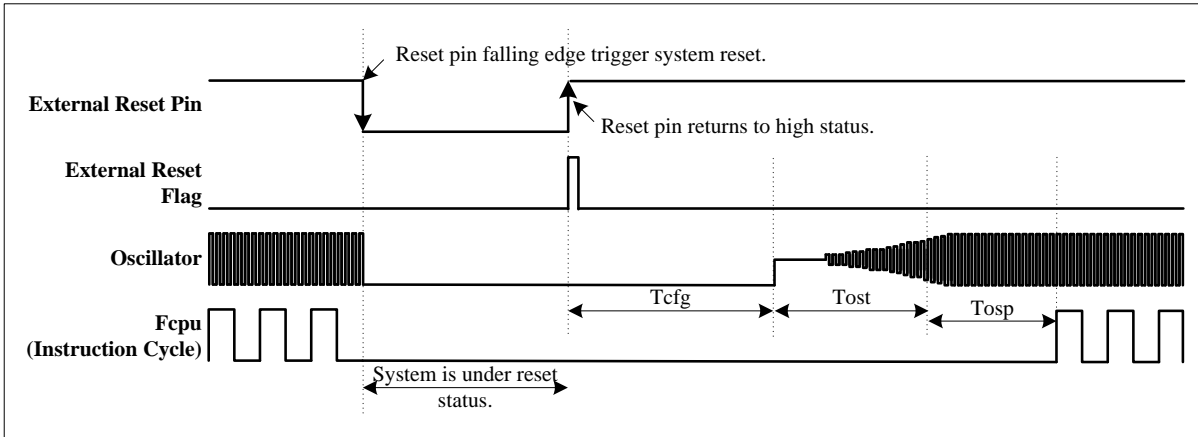 Reset pin falling edge trigger system reset.
External Reset Pin
Reset pin returns to high status.
External Reset
Flag
Oscillator
Tcfg
Tost
Tosp
Fcpu
(Instruction Cycle)
System is under reset
status.